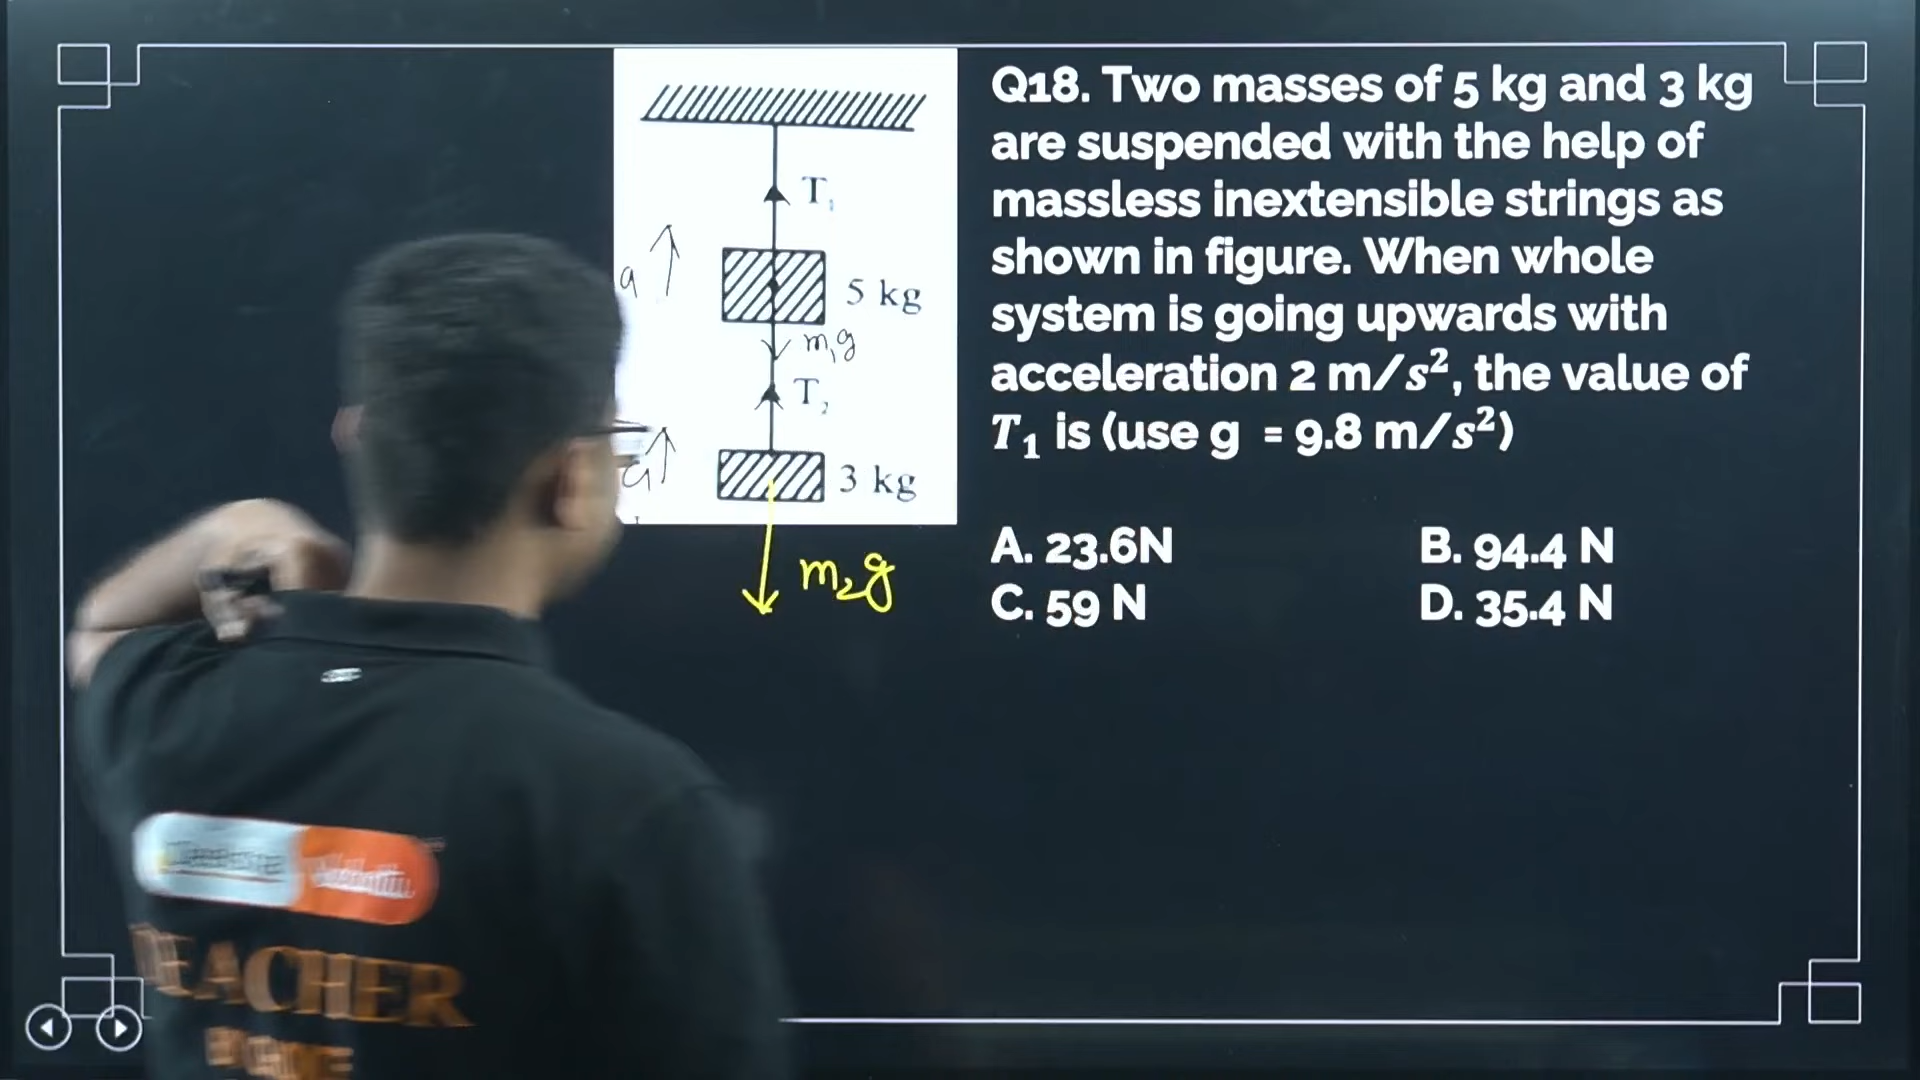 Q18. Two masses of 5 kg and 3 kg
are suspended with the help of
massless inextensible strings as
shown in figure. When whole
system is going upwards with
acceleration 2 m/s², the value of
T₁ is (use g = 9.8 m/s²)
A. 23.6N B. 94.4 N
C. 59 N D. 35.4 N
T₁
a
5 kg
m₁g
T₂
a
3 kg
m₂g